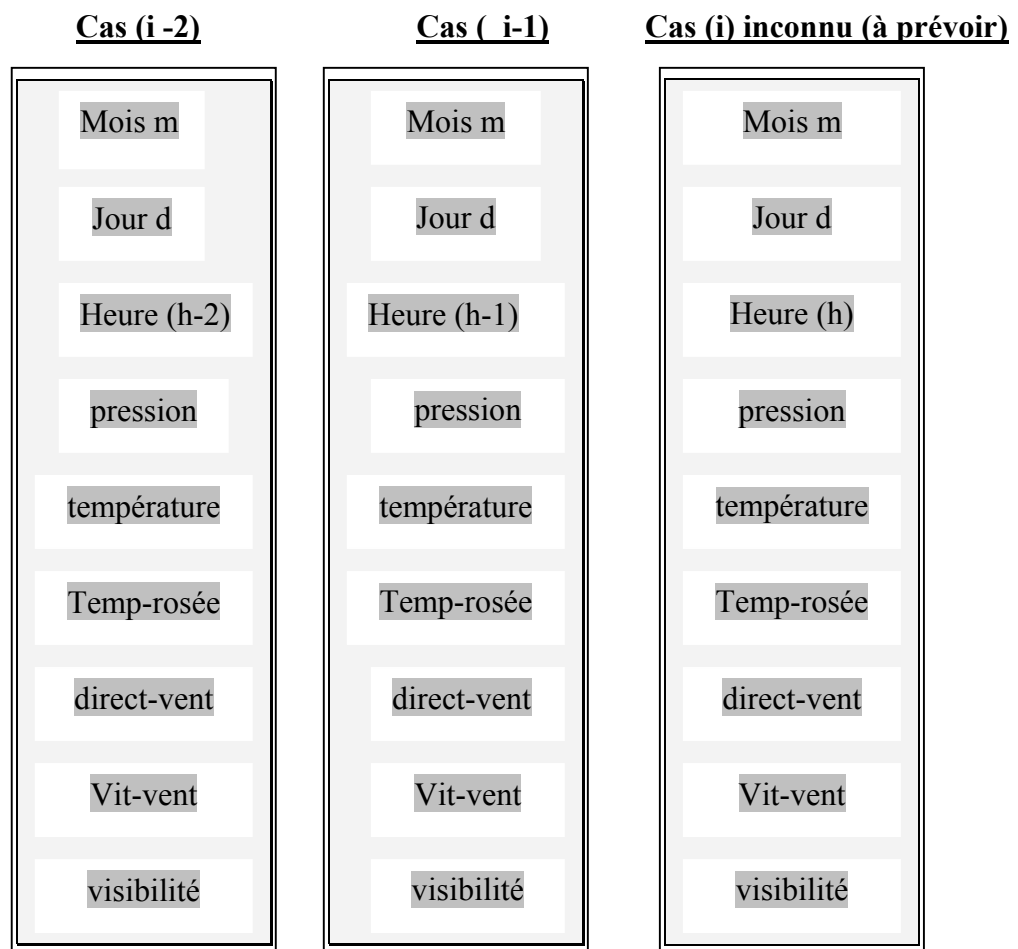 Cas (i -2)
Cas (  i-1)
Cas (i) inconnu (à prévoir)
Mois m
Mois m
Mois m
Jour d
Jour d
Jour d
Heure (h-2)
Heure (h-1)
Heure (h)
pression
pression
pression
température
température
température
Temp-rosée
Temp-rosée
Temp-rosée
direct-vent
direct-vent
direct-vent
Vit-vent
Vit-vent
Vit-vent
visibilité
visibilité
visibilité